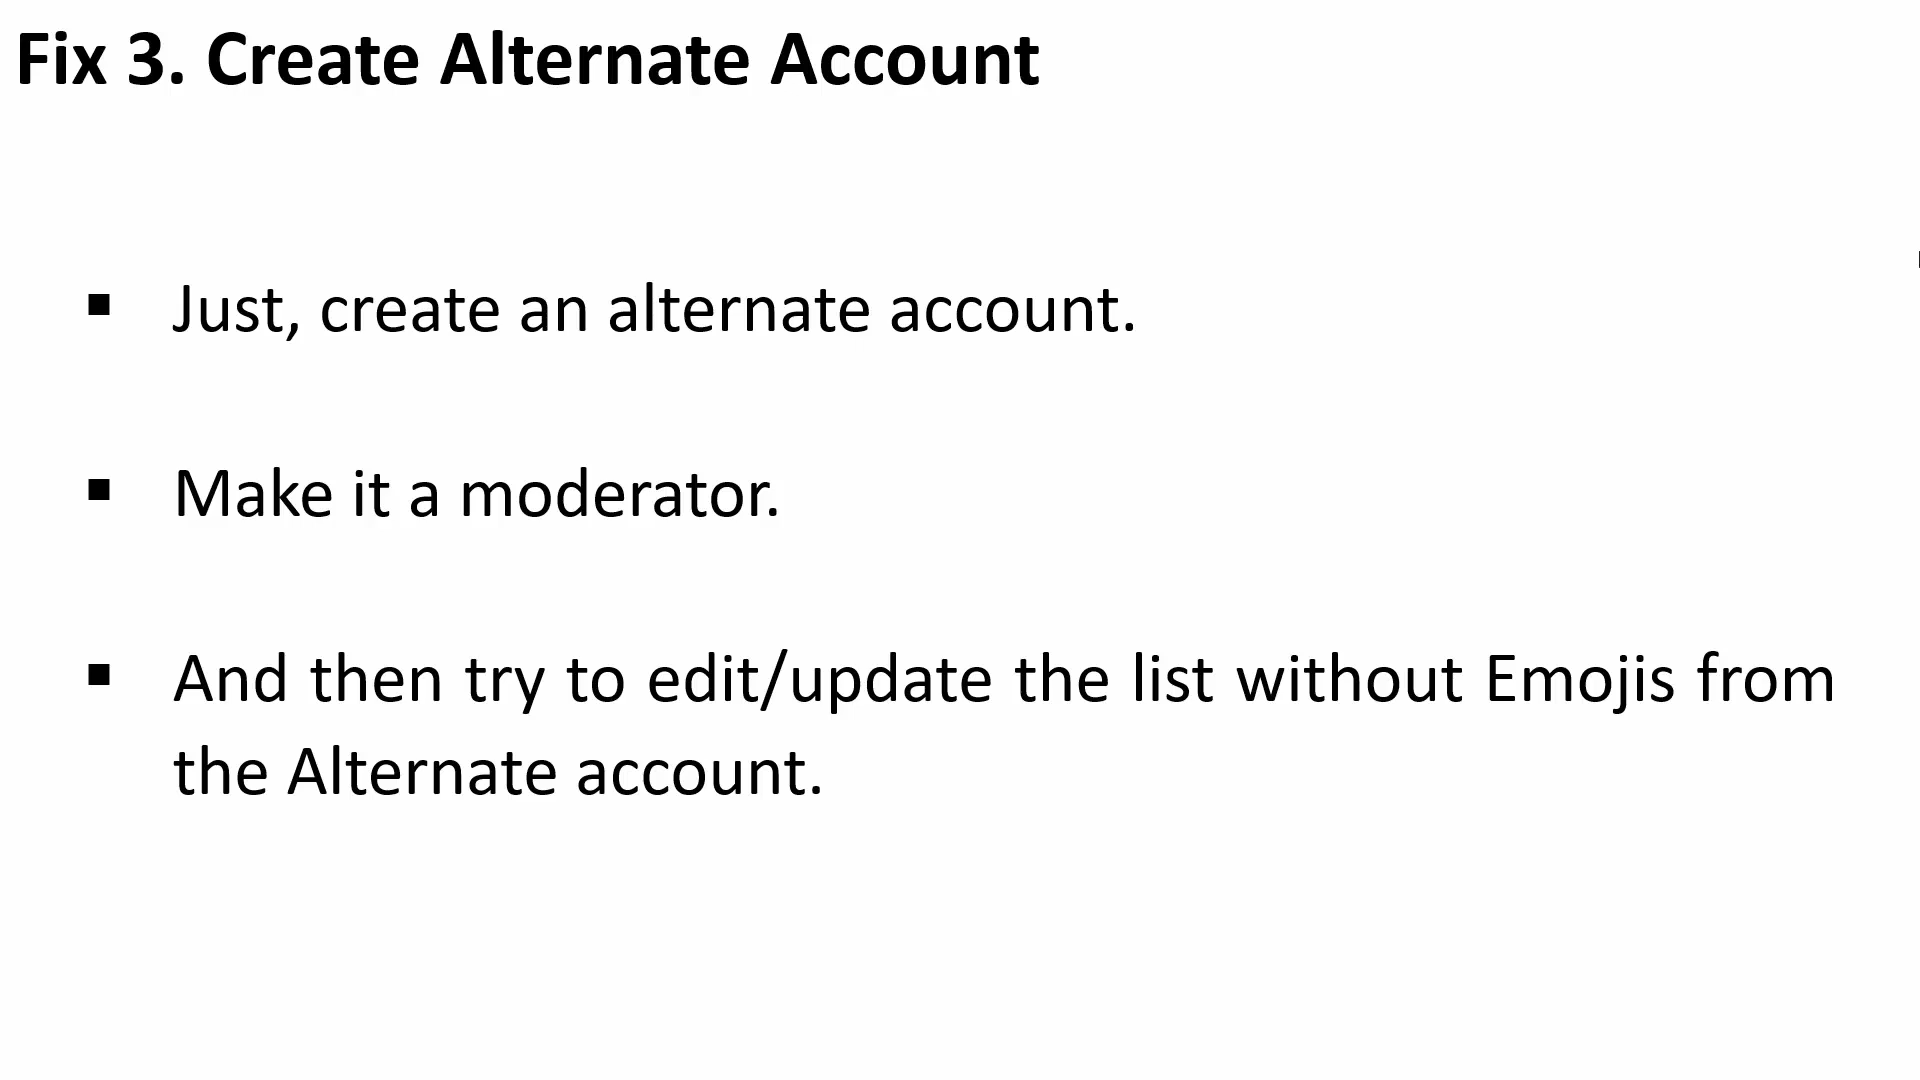 Fix 3. Create Alternate Account
▪ Just, create an alternate account.
▪ Make it a moderator.
▪ And then try to edit/update the list without Emojis from
the Alternate account.